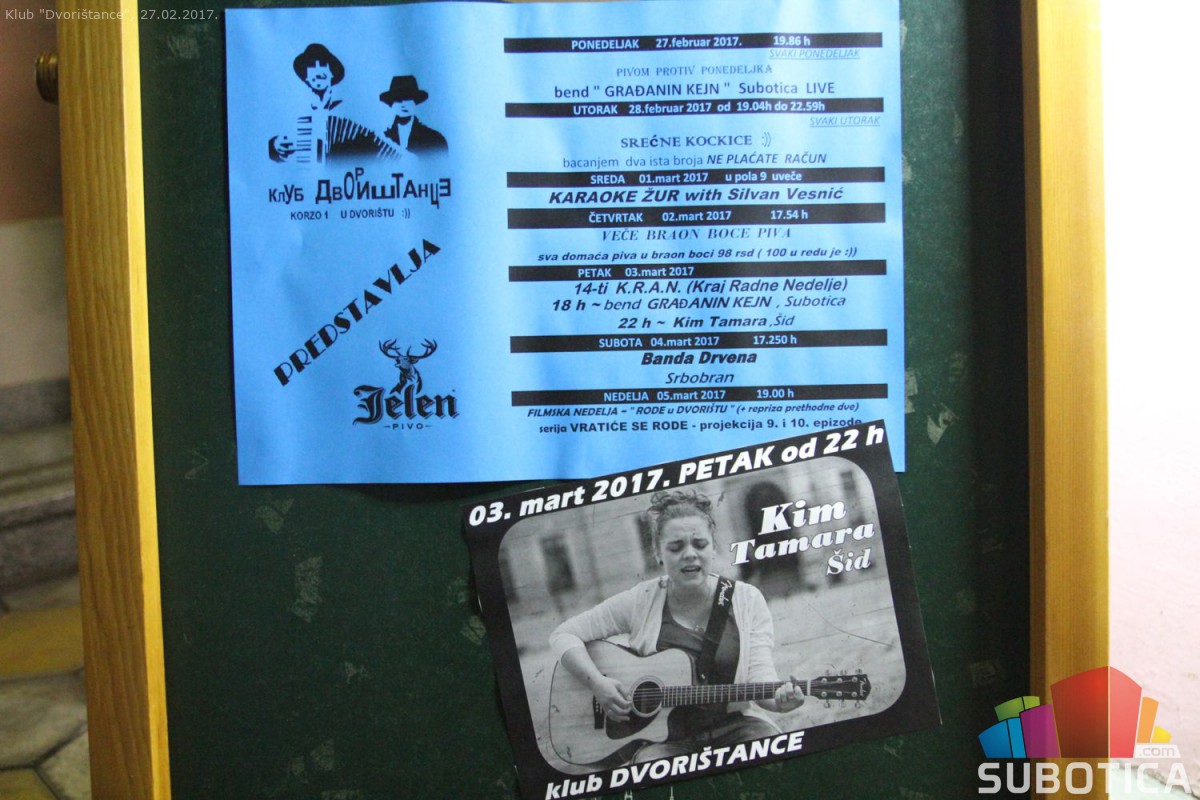 Klub "Dvorištance", 27.02.2017.
КлУБ ДвОРИШТАНЦЕ
KORZO 1 U DVORIŠTU :))
PREDSTAVLJA
Jelen
- PIVO -
PONEDELJAK 27.februar 2017. 19.86 h
SVAKI PONEDELJAK
PIVOM PROTIV PONEDELJKA
bend " GRAĐANIN KEJN " Subotica LIVE
UTORAK 28.februar 2017 od 19.04h do 22.59h
SVAKI UTORAK
SREćNE KOCKICE :))
bacanjem dva ista broja NE PLAĆATE RAČUN
SREDA 01.mart 2017 u pola 9 uveče
KARAOKE ŽUR with Silvan Vesnić
ČETVRTAK 02.mart 2017 17.54 h
VEČE BRAON BOCE PIVA
sva domaća piva u braon boci 98 rsd ( 100 u redu je :))
PETAK 03.mart 2017
14-ti K.R.A.N. (Kraj Radne Nedelje)
18 h ~ bend GRAĐANIN KEJN , Subotica
22 h ~ Kim Tamara ,Šid
SUBOTA 04.mart 2017 17.250 h
Banda Drvena
Srbobran
NEDELJA 05.mart 2017 19.00 h
FILMSKA NEDELJA ~ " RODE u DVORIŠTU " (+ repriza prethodne dve)
serija VRATIĆE SE RODE - projekcija 9. i 10. epizode
03. mart 2017. PETAK od 22 h
Kim
Tamara
Šid
Fender
klub DVORIŠTANCE
.com
SUBOTICA